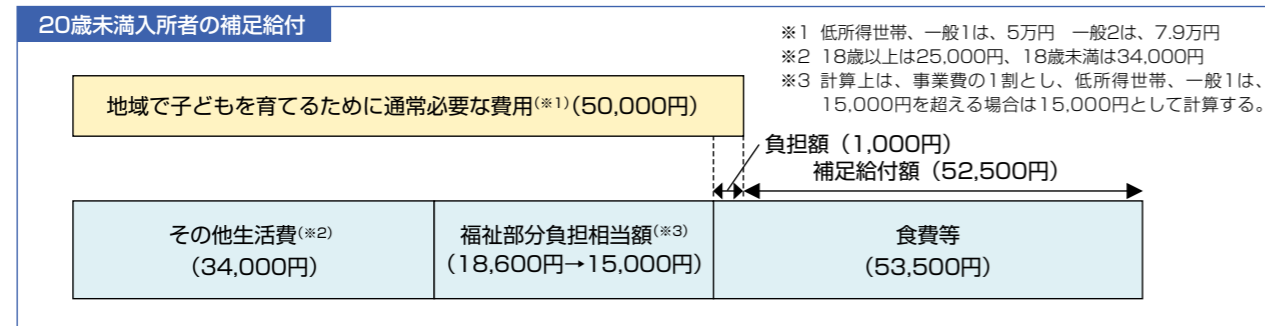 20歳未満入所者の補足給付
※1 低所得世帯、一般1は、5万円 一般2は、7.9万円
※2 18歳以上は25,000円、18歳未満は34,000円
※3 計算上は、事業費の1割とし、低所得世帯、一般1は、
15,000円を超える場合は15,000円として計算する。
地域で子どもを育てるために通常必要な費用(※1)(50,000円)
負担額(1,000円)
補足給付額(52,500円)
その他生活費(※2)
(34,000円)
福祉部分負担相当額(※3)
(18,600円→15,000円)
食費等
(53,500円)